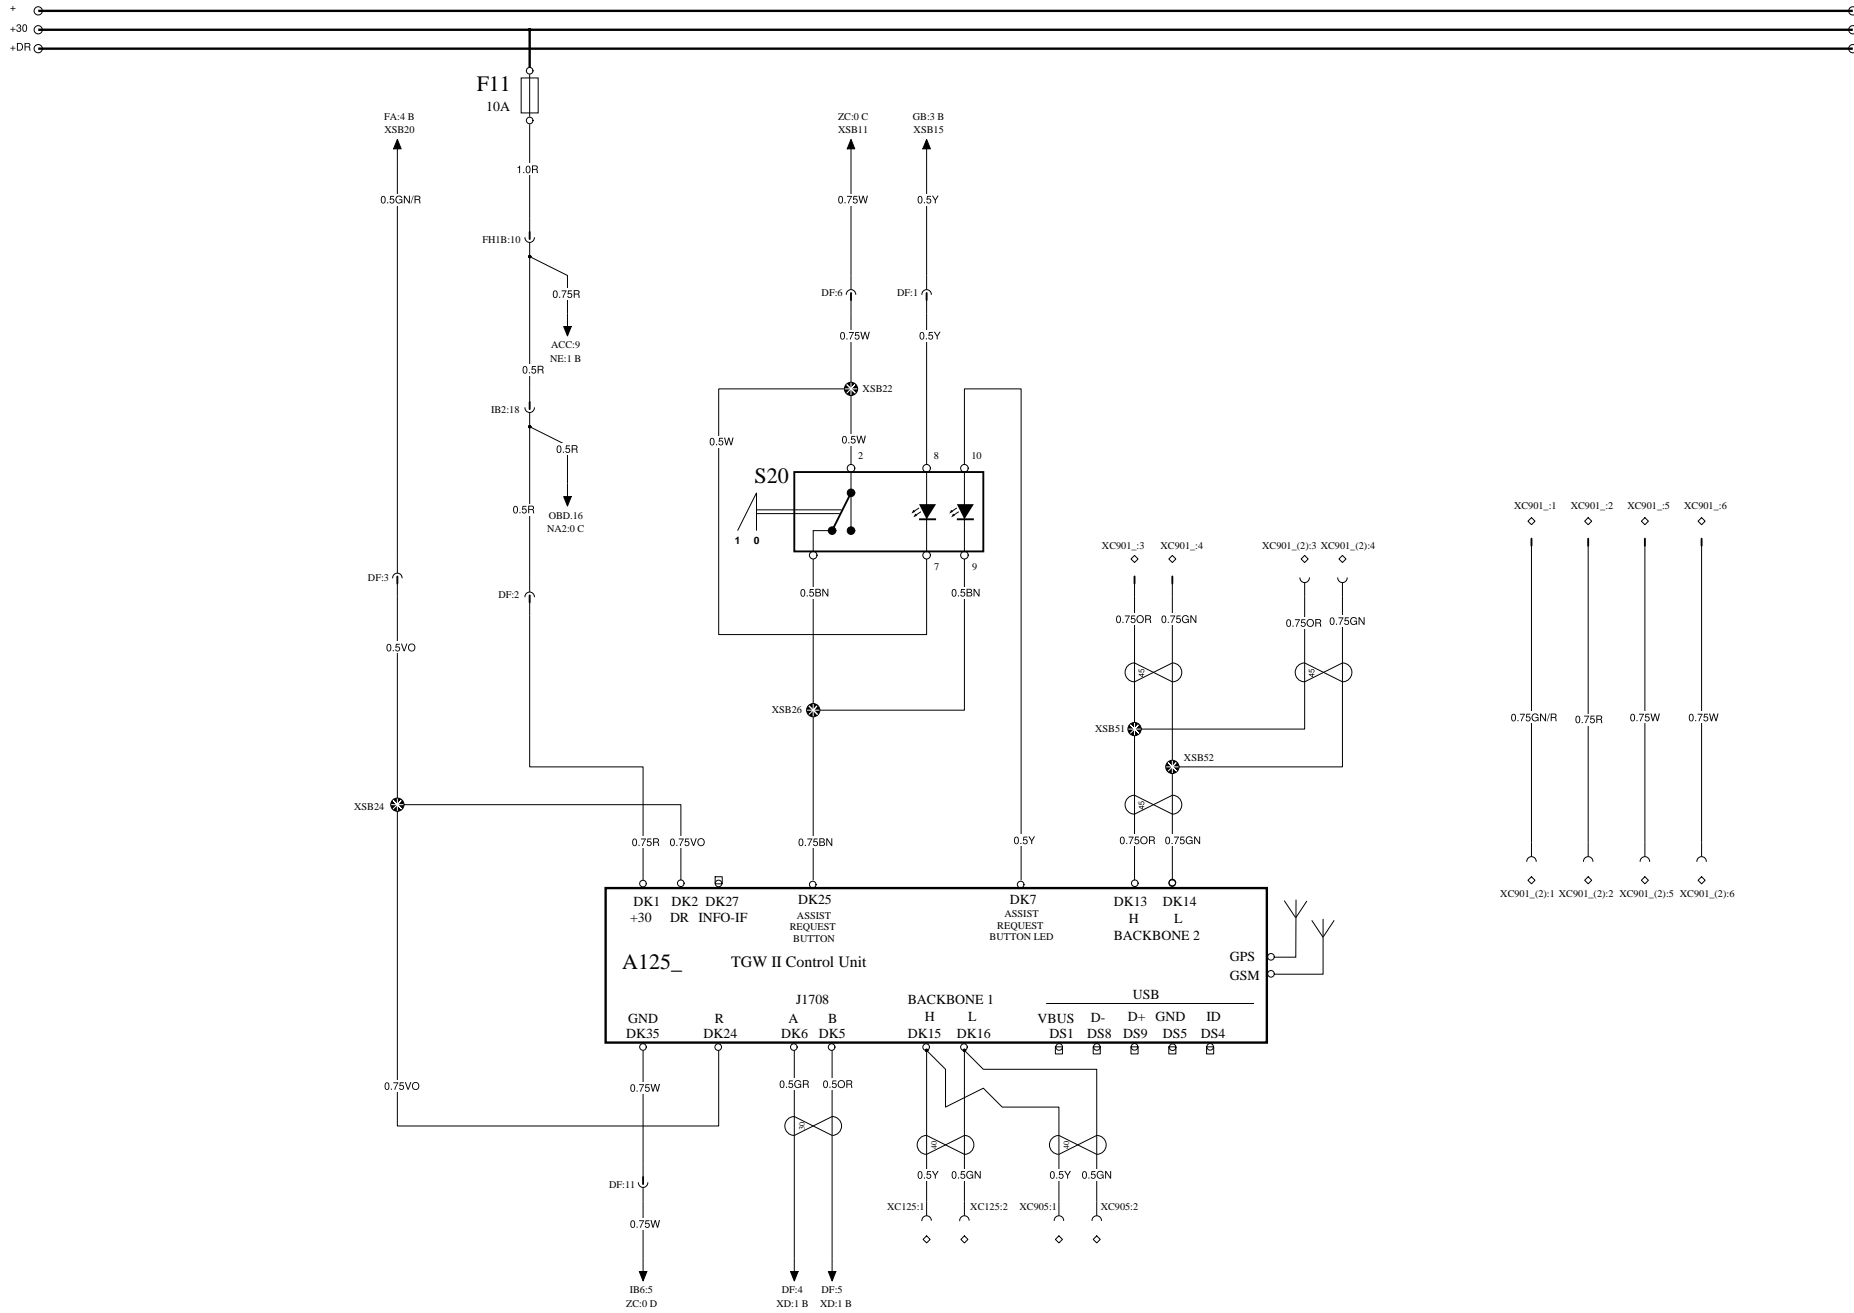 +
+30
+DR
F11
10A
FA:4 B
XSB20
ZC:0 C
XSB11
GB:3 B
XSB15
1.0R
0.5GN/R
0.75W
0.5Y
FH1B:10
0.75R
DF:6
DF:1
0.75W
0.5Y
ACC:9
NE:1 B
0.5R
XSB22
IB2:18
0.5R
0.5W
0.5W
2
8
10
S20
0.5R
OBD.16
NA2:0 C
1
0
XC901_:1
XC901_:2
XC901_:5
XC901_:6
XC901_:3
XC901_:4
XC901_(2):3
XC901_(2):4
7
9
DF:3
DF:2
0.5BN
0.5BN
0.75OR
0.75GN
0.75OR
0.75GN
0.5VO
45
45
XSB26
XSB51
0.75GN/R
0.75R
0.75W
0.75W
XSB52
XSB24
45
0.75R
0.75VO
0.75BN
0.5Y
0.75OR
0.75GN
XC901_(2):1
XC901_(2):2
XC901_(2):5
XC901_(2):6
DK1
DK2
DK27
DK25
DK7
DK13
DK14
+30
DR
INFO-IF
ASSIST
REQUEST
BUTTON
ASSIST
REQUEST
BUTTON LED
H
L
BACKBONE 2
A125_
TGW II Control Unit
GPS
GSM
J1708
BACKBONE 1
USB
GND
R
A
B
H
L
VBUS
D-
D+
GND
ID
DK35
DK24
DK6
DK5
DK15
DK16
DS1
DS8
DS9
DS5
DS4
0.75VO
0.75W
0.5GR
0.5OR
30
40
40
0.5Y
0.5GN
0.5Y
0.5GN
DF:11
XC125:1
XC125:2
XC905:1
XC905:2
0.75W
IB6:5
ZC:0 D
DF:4
XD:1 B
DF:5
XD:1 B